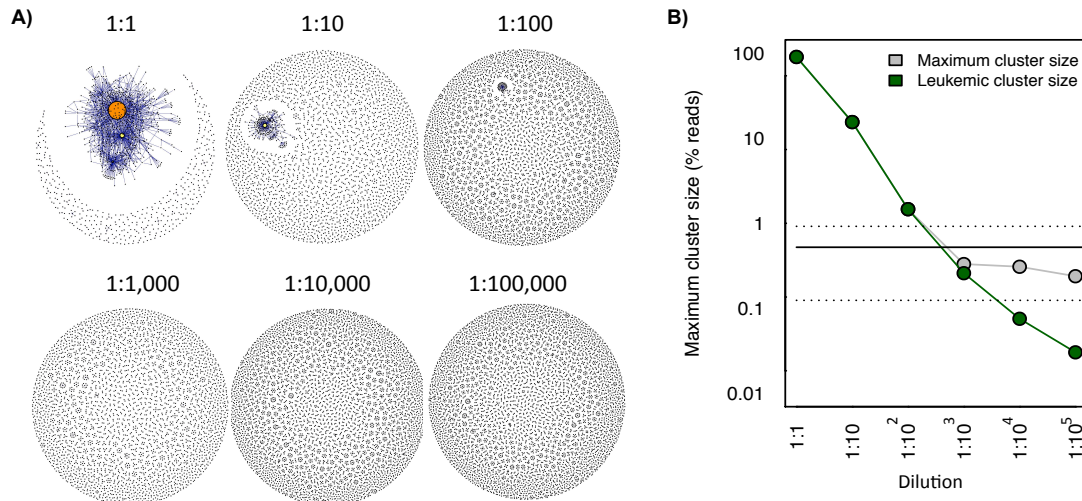 A)
1:1
1:10
1:100
1:1,000
1:10,000
1:100,000
B)
Maximum cluster size
Leukemic cluster size
Maximum cluster size (% reads)
100
10
1
0.1
0.01
1:1
1:10
1:10²
1:10³
1:10⁴
1:10⁵
Dilution